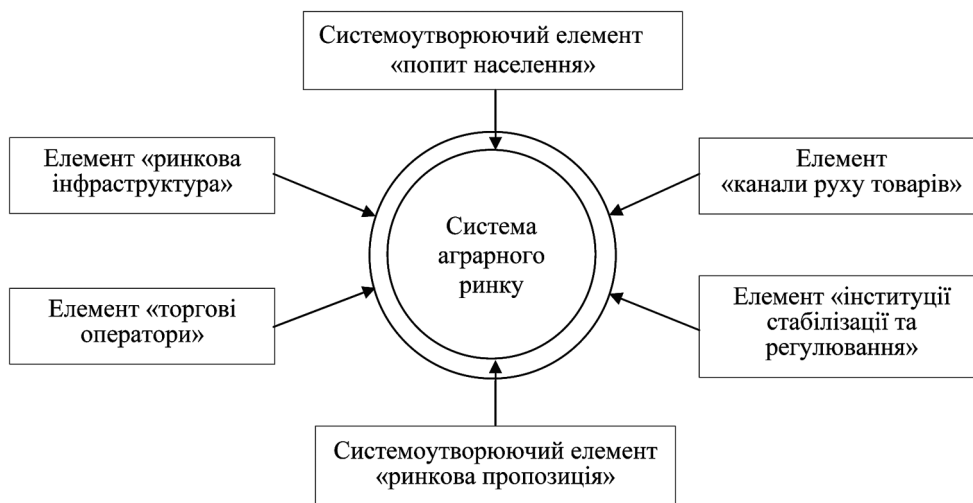 Системоутворюючий елемент
«попит населення»
Елемент «ринкова
інфраструктура»
Елемент
«канали руху товарів»
Система
аграрного
ринку
Елемент «торгові
оператори»
Елемент «інституції
стабілізації та
регулювання»
Системоутворюючий елемент
«ринкова пропозиція»